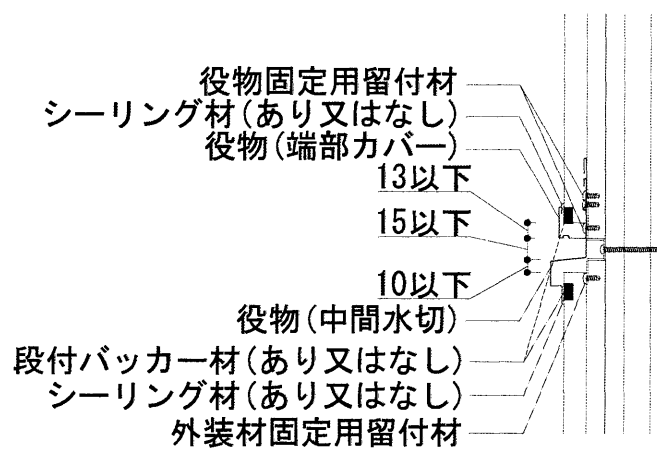 役物固定用留付材
シーリング材(あり又はなし)
役物(端部カバー)
13以下
15以下
10以下
役物(中間水切)
段付バッカー材(あり又はなし)
シーリング材(あり又はなし)
外装材固定用留付材